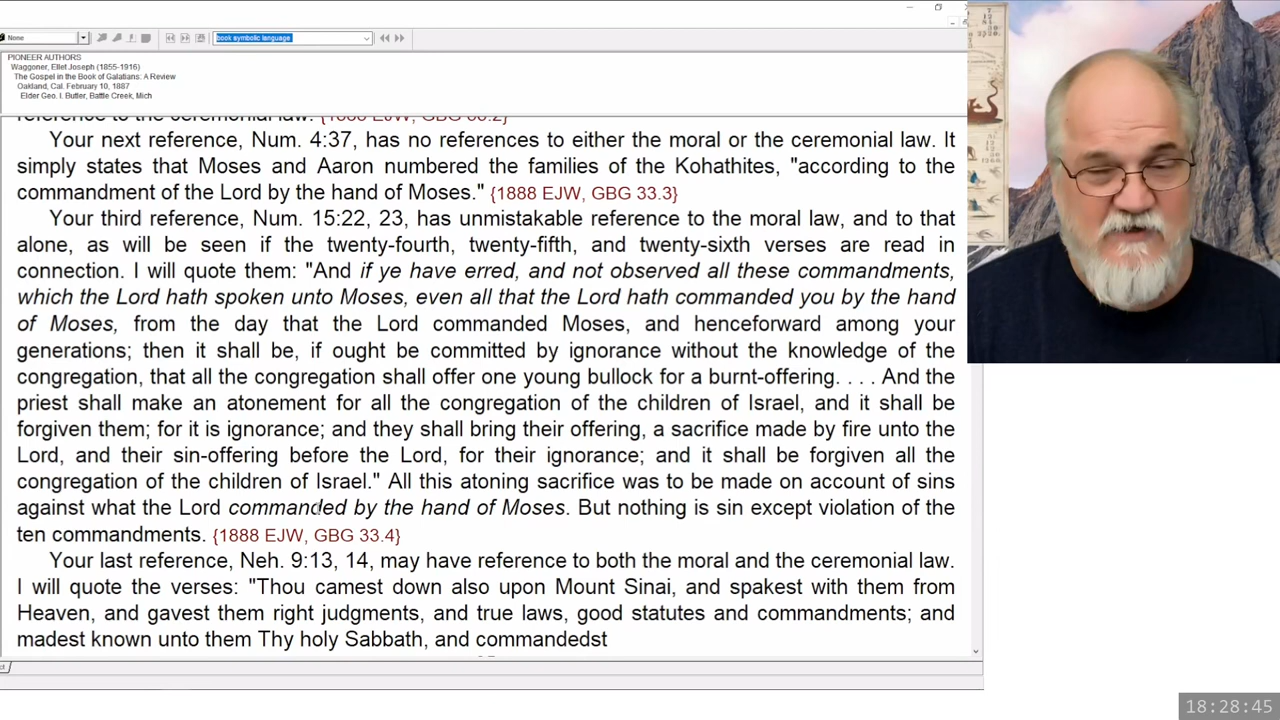 None
book symbolic language
PIONEER AUTHORS
Waggoner, Ellet Joseph (1855-1916)
The Gospel in the Book of Galatians: A Review
Oakland, Cal. February 10, 1887
Elder Geo. I. Butler, Battle Creek, Mich
reference to the ceremonial law.
Your next reference, Num. 4:37, has no references to either the moral or the ceremonial law. It
simply states that Moses and Aaron numbered the families of the Kohathites, "according to the
commandment of the Lord by the hand of Moses." {1888 EJW, GBG 33.3}
Your third reference, Num. 15:22, 23, has unmistakable reference to the moral law, and to that
alone, as will be seen if the twenty-fourth, twenty-fifth, and twenty-sixth verses are read in
connection. I will quote them: "And if ye have erred, and not observed all these commandments,
which the Lord hath spoken unto Moses, even all that the Lord hath commanded you by the hand
of Moses, from the day that the Lord commanded Moses, and henceforward among your
generations; then it shall be, if ought be committed by ignorance without the knowledge of the
congregation, that all the congregation shall offer one young bullock for a burnt-offering. . . . And the
priest shall make an atonement for all the congregation of the children of Israel, and it shall be
forgiven them; for it is ignorance; and they shall bring their offering, a sacrifice made by fire unto the
Lord, and their sin-offering before the Lord, for their ignorance; and it shall be forgiven all the
congregation of the children of Israel." All this atoning sacrifice was to be made on account of sins
against what the Lord commanded by the hand of Moses. But nothing is sin except violation of the
ten commandments. {1888 EJW, GBG 33.4}
Your last reference, Neh. 9:13, 14, may have reference to both the moral and the ceremonial law.
I will quote the verses: "Thou camest down also upon Mount Sinai, and spakest with them from
Heaven, and gavest them right judgments, and true laws, good statutes and commandments; and
madest known unto them Thy holy Sabbath, and commandedst
18:28:45